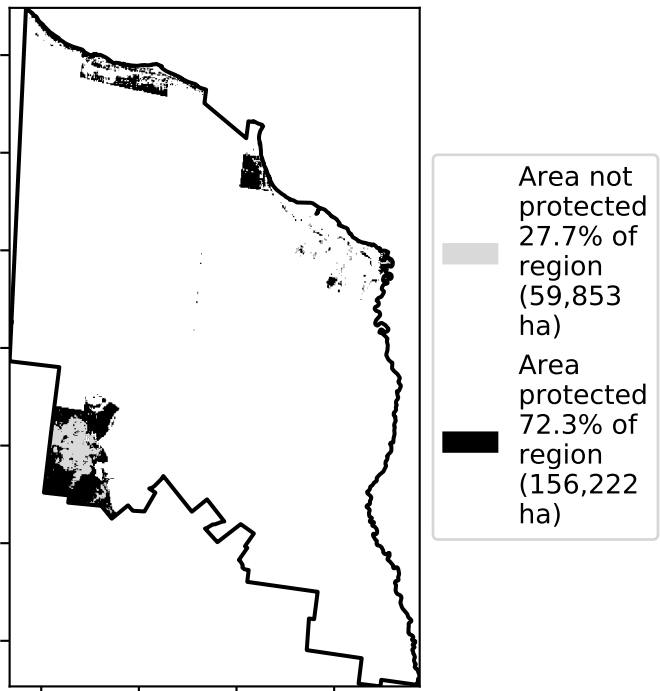 Area not
protected
27.7% of
region
(59,853
ha)
Area
protected
72.3% of
region
(156,222
ha)